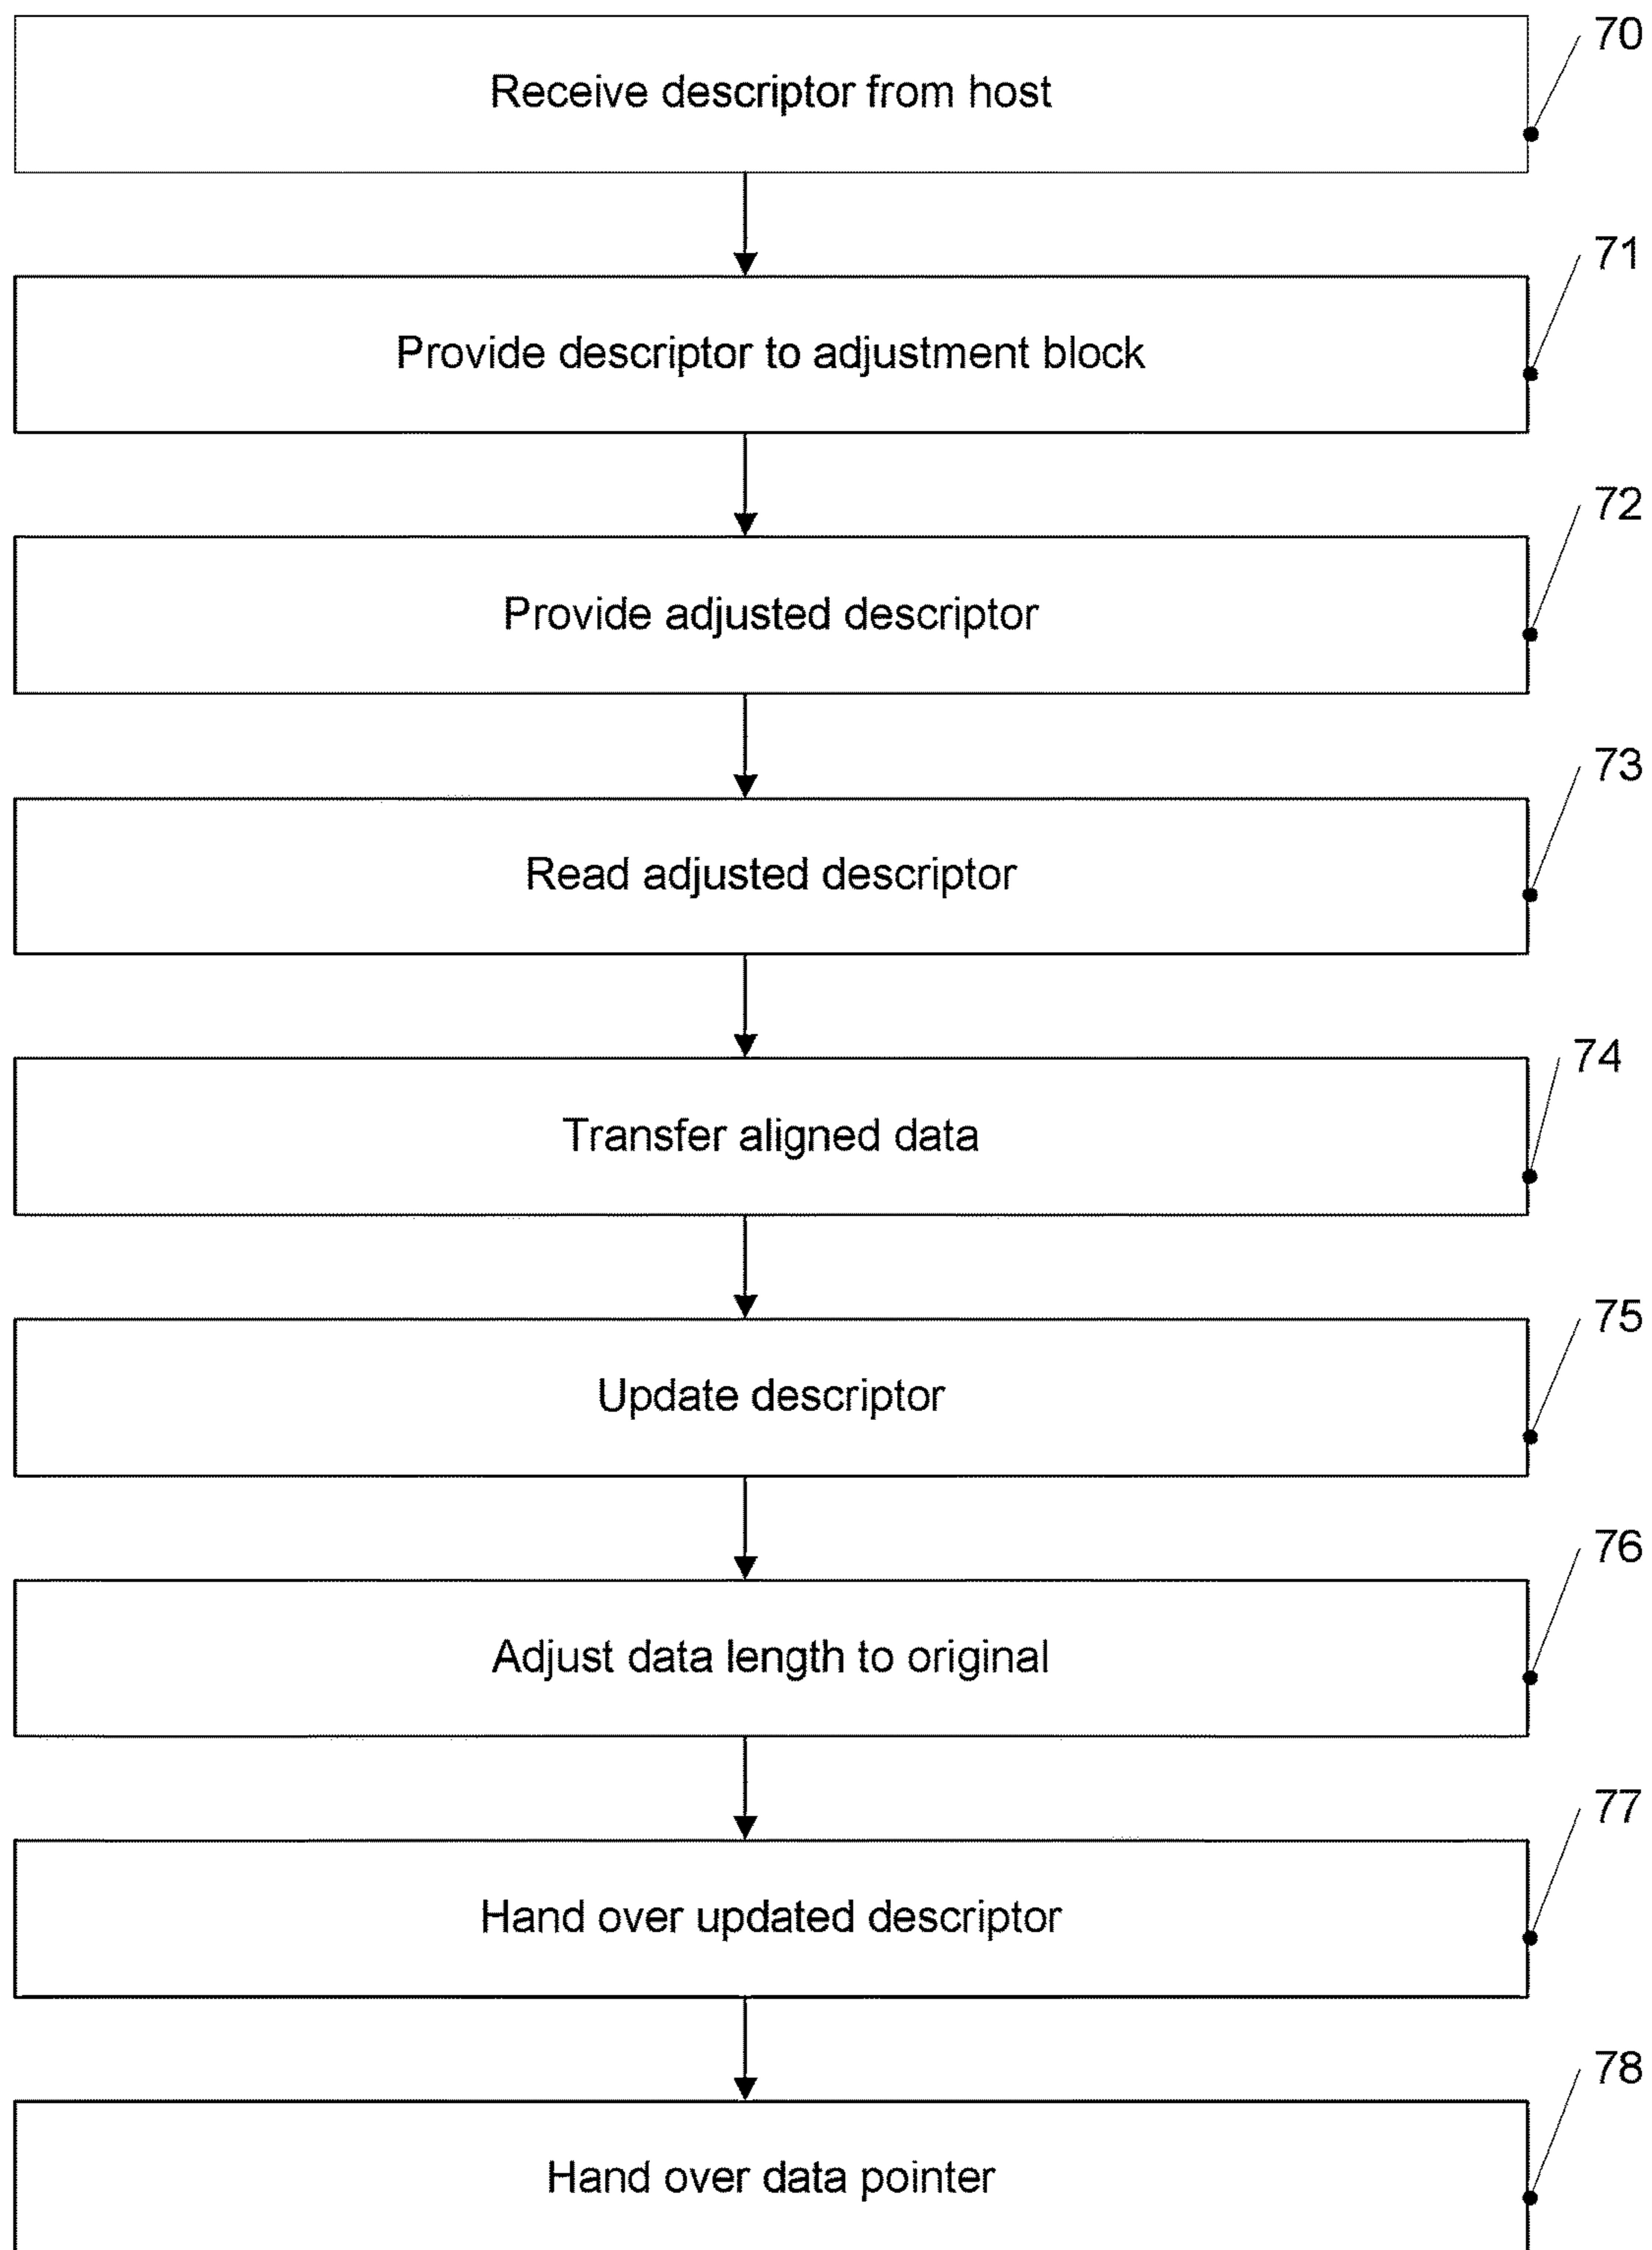 70
Receive descriptor from host
71
Provide descriptor to adjustment block
72
Provide adjusted descriptor
73
Read adjusted descriptor
74
Transfer aligned data
75
Update descriptor
76
Adjust data length to original
77
Hand over updated descriptor
78
Hand over data pointer